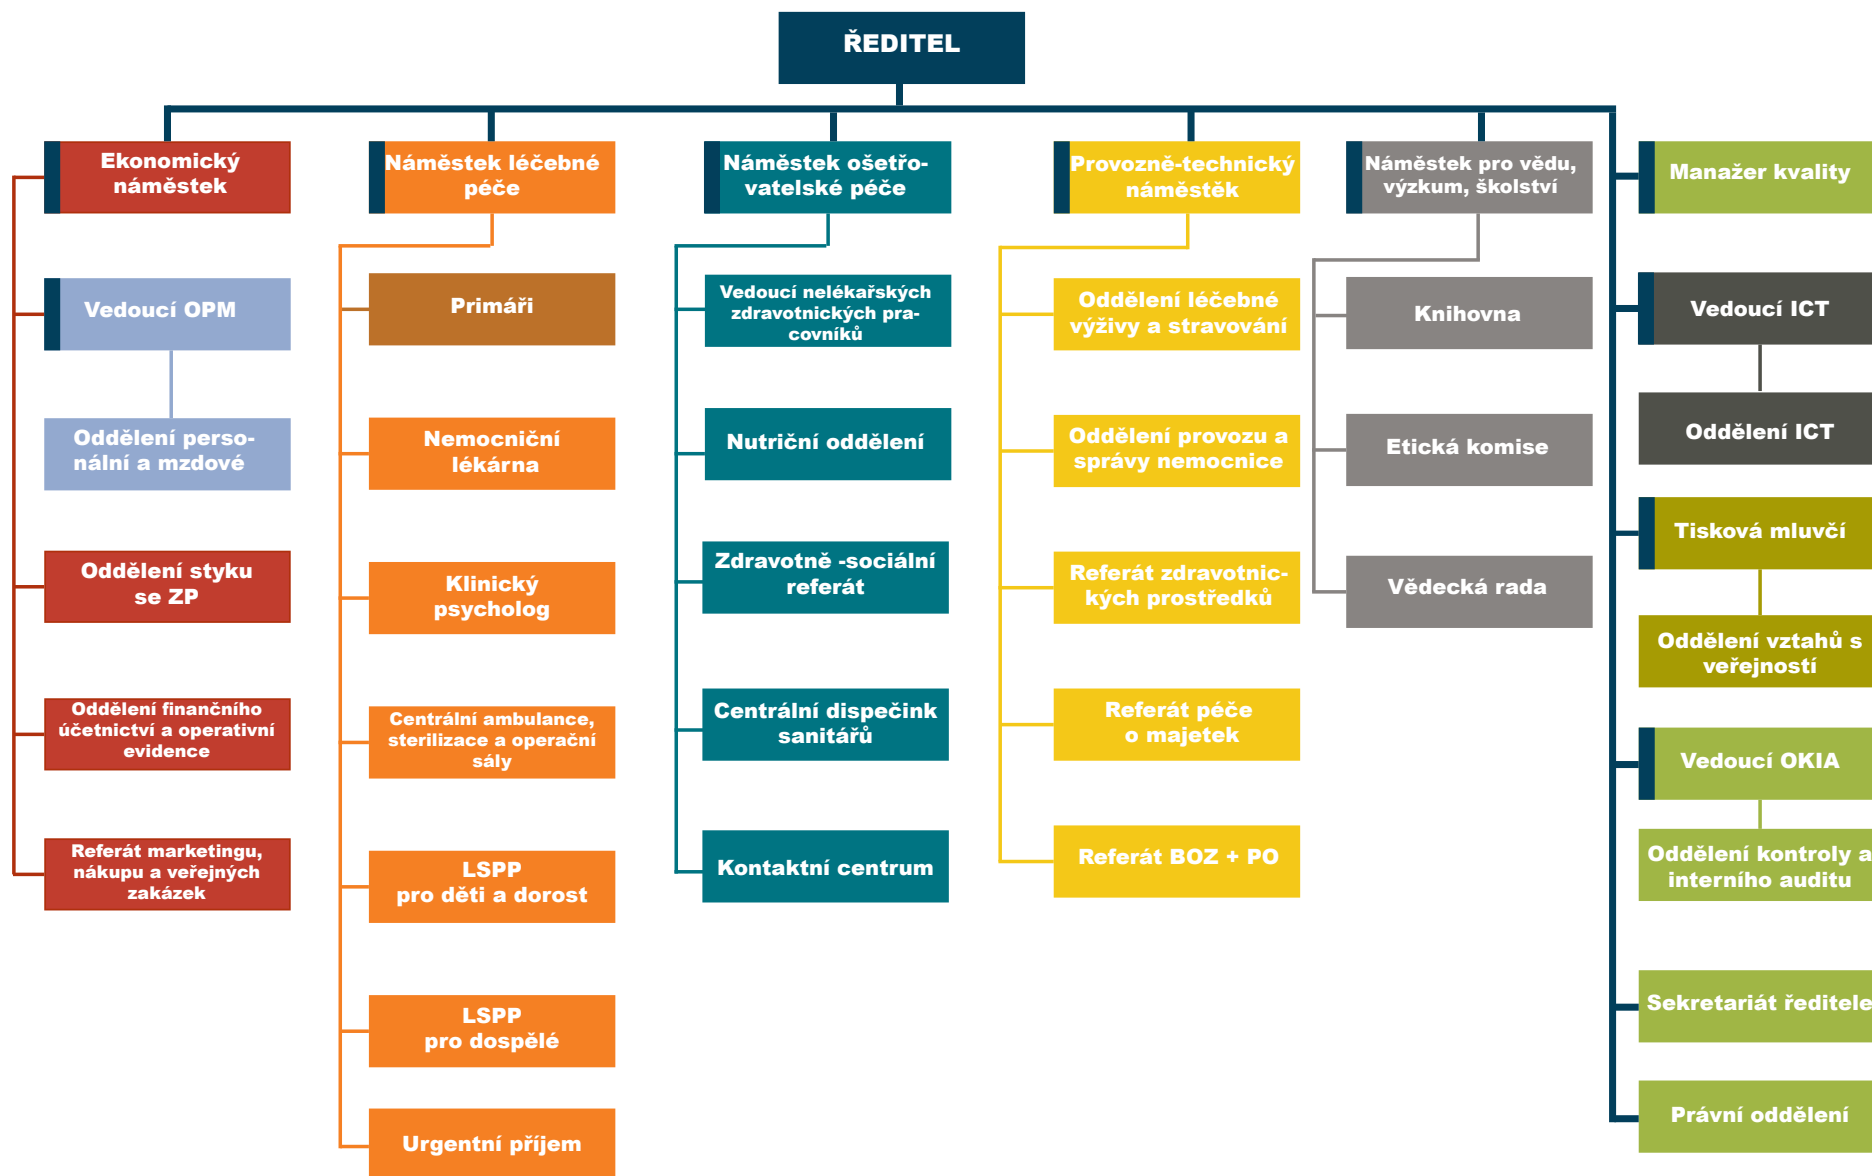 ŘEDITEL
Ekonomický
náměstek
Vedoucí OPM
Oddělení perso-
nální a mzdové
Oddělení styku
se ZP
Oddělení finančního
účetnictví a operativní
evidence
Referát marketingu,
nákupu a veřejných
zakázek
Náměstek léčebné
péče
Primáři
Nemocniční
lékárna
Klinický
psycholog
Centrální ambulance,
sterilizace a operační
sály
LSPP
pro děti a dorost
LSPP
pro dospělé
Urgentní příjem
Náměstek ošetřo-
vatelské péče
Vedoucí nelékařských
zdravotnických pra-
covníků
Nutriční oddělení
Zdravotně -sociální
referát
Centrální dispečink
sanitářů
Kontaktní centrum
Provozně-technický
náměstěk
Oddělení léčebné
výživy a stravování
Oddělení provozu a
správy nemocnice
Referát zdravotnic-
kých prostředků
Referát péče
o majetek
Referát BOZ + PO
Náměstek pro vědu,
výzkum, školství
Knihovna
Etická komise
Vědecká rada
Manažer kvality
Vedoucí ICT
Oddělení ICT
Tisková mluvčí
Oddělení vztahů s
veřejností
Vedoucí OKIA
Oddělení kontroly a
interního auditu
Sekretariát ředitele
Právní oddělení